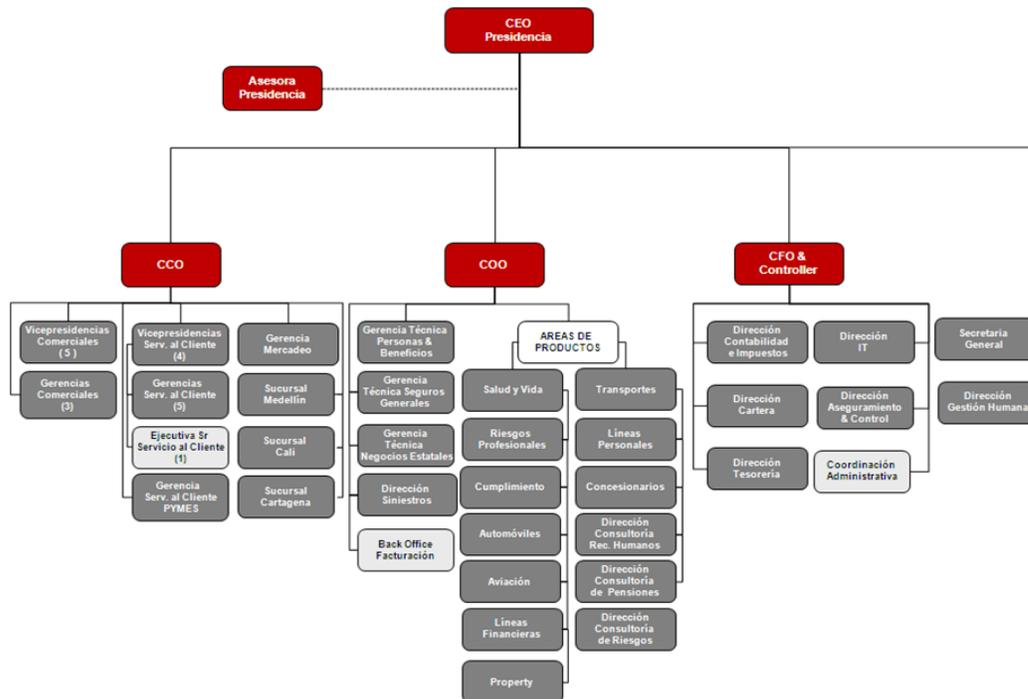 CEO
Presidencia
Asesora
Presidencia
CCO
COO
CFO &
Controller
Vicepresidencias
Comerciales
( 5 )
Gerencias
Comerciales
(3)
Vicepresidencias
Serv. al Cliente
(4)
Gerencias
Serv. al Cliente
(5)
Ejecutiva Sr
Servicio al Cliente
(1)
Gerencia
Serv. al Cliente
PYMES
Gerencia
Mercadeo
Sucursal
Medellín
Sucursal
Cali
Sucursal
Cartagena
Gerencia Técnica
Personas &
Beneficios
Gerencia
Técnica Seguros
Generales
Gerencia
Técnica
Negocios Estatales
Dirección
Siniestros
Back Office
Facturación
AREAS DE
PRODUCTOS
Salud y Vida
Riesgos
Profesionales
Cumplimiento
Automóviles
Aviación
Líneas
Financieras
Property
Transportes
Líneas
Personales
Concesionarios
Dirección
Consultoría
Rec. Humanos
Dirección
Consultoría
de Pensiones
Dirección
Consultoría
de Riesgos
Dirección
Contabilidad
e Impuestos
Dirección
Cartera
Dirección
Tesorería
Dirección
IT
Dirección
Aseguramiento
& Control
Coordinación
Administrativa
Secretaria
General
Dirección
Gestión Humana